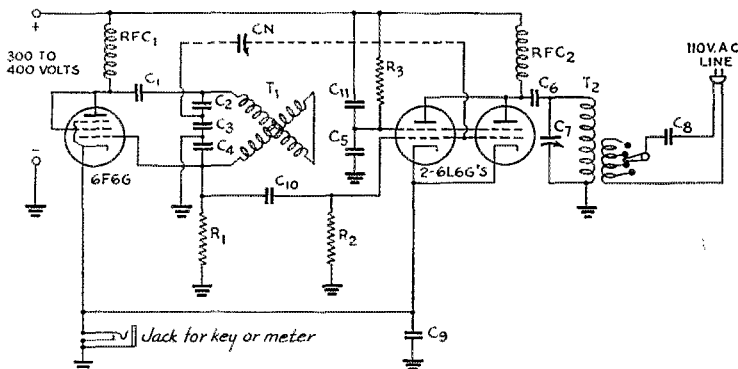 +
300 TO
400 VOLTS
−
RFC1
C1
CN
C2
C3
C4
T1
6F6G
R1
C10
R2
C11
C5
R3
2-6L6G'S
RFC2
C6
C7
T2
C8
110V. A C
LINE
Jack for key or meter
C9